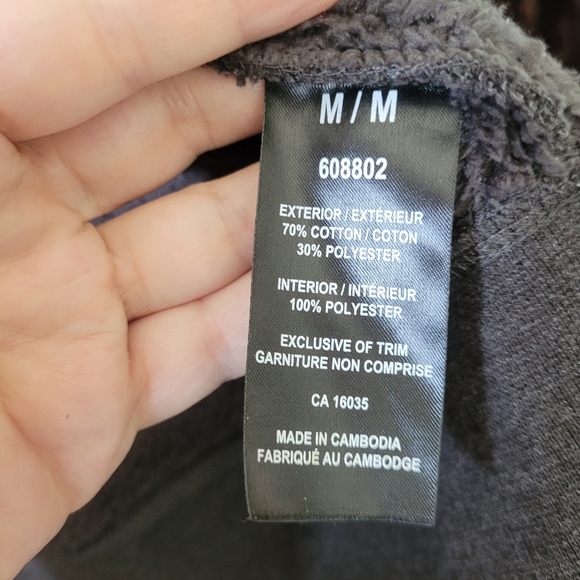 M / M
608802
EXTERIOR / EXTÉRIEUR
70% COTTON / COTON
30% POLYESTER
INTERIOR / INTÉRIEUR
100% POLYESTER
EXCLUSIVE OF TRIM
GARNITURE NON COMPRISE
CA 16035
MADE IN CAMBODIA
FABRIQUÉ AU CAMBODGE